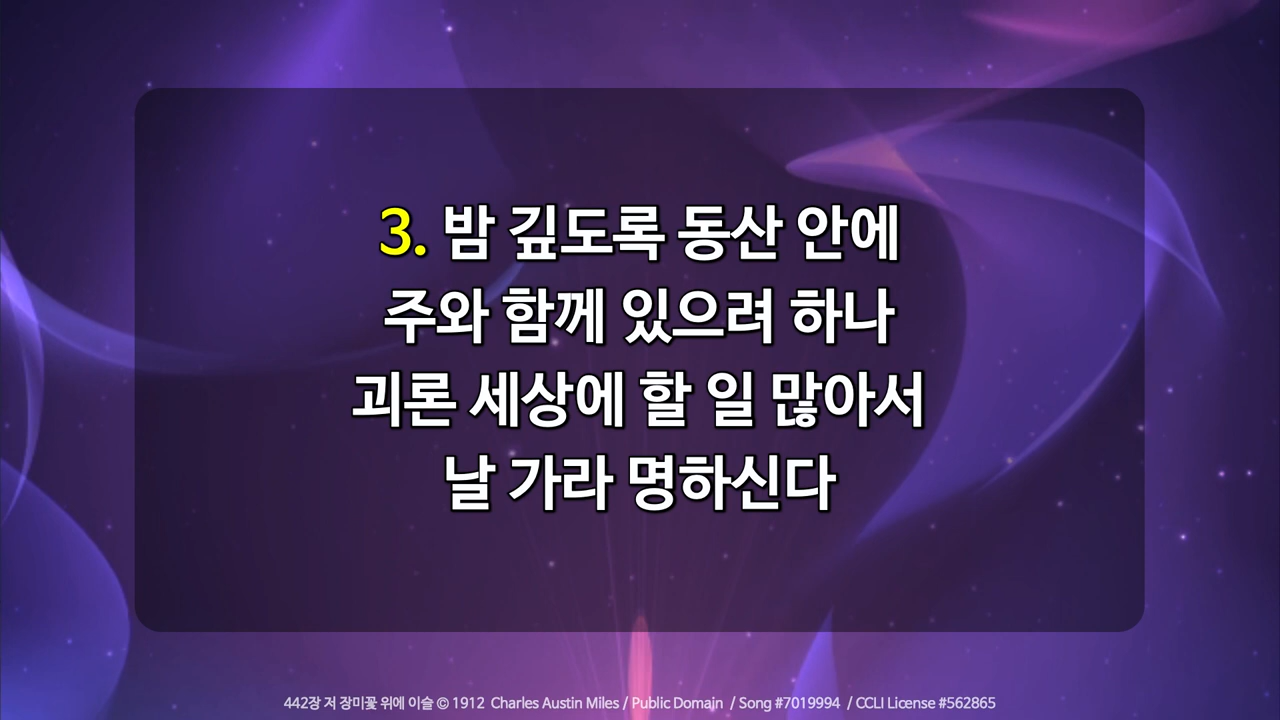 3. 밤 깊도록 동산 안에
주와 함께 있으려 하나
괴론 세상에 할 일 많아서
날 가라 명하신다
442장 저 장미꽃 위에 이슬 © 1912 Charles Austin Miles / Public Domain / Song #7019994 / CCLI License #562865